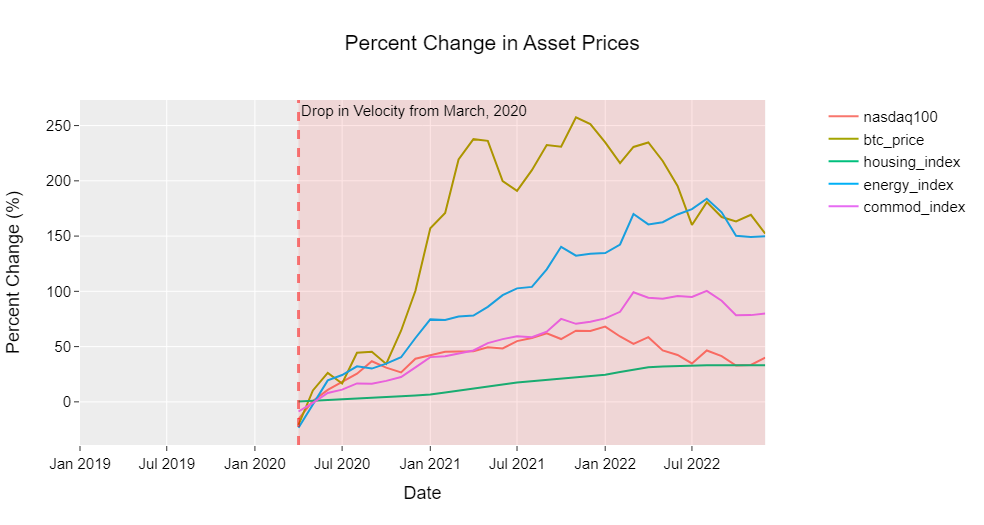 Percent Change in Asset Prices
Drop in Velocity from March, 2020
nasdaq100
btc_price
housing_index
energy_index
commod_index
Percent Change (%)
250
200
150
100
50
0
Jan 2019 Jul 2019 Jan 2020 Jul 2020 Jan 2021 Jul 2021 Jan 2022 Jul 2022
Date